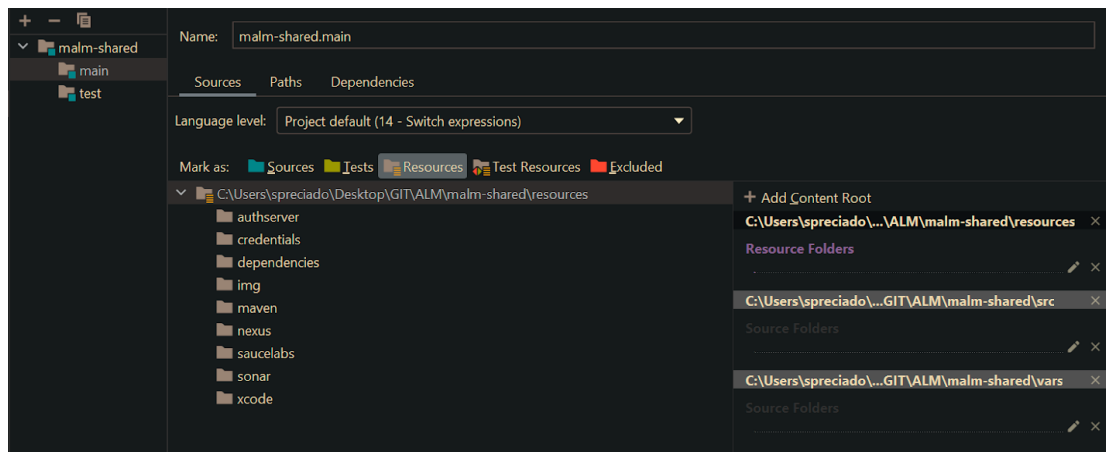 malm-shared
main
test
Name: malm-shared.main
Sources Paths Dependencies
Language level: Project default (14 - Switch expressions)
Mark as: Sources Tests Resources Test Resources Excluded
C:\Users\spreciado\Desktop\GIT\ALM\malm-shared\resources
authserver
credentials
dependencies
img
maven
nexus
saucelabs
sonar
xcode
+ Add Content Root
C:\Users\spreciado\...\ALM\malm-shared\resources
Resource Folders
.
C:\Users\spreciado\...GIT\ALM\malm-shared\src
Source Folders
.
C:\Users\spreciado\...GIT\ALM\malm-shared\vars
Source Folders
.